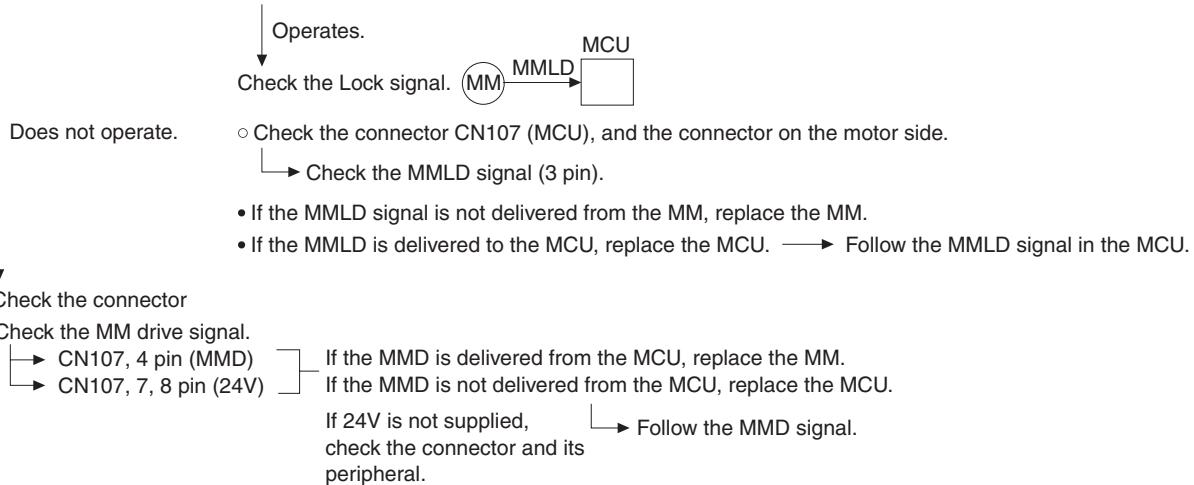 Operates.
MCU
Check the Lock signal. MM MMLD
Does not operate. ○ Check the connector CN107 (MCU), and the connector on the motor side.
Check the MMLD signal (3 pin).
• If the MMLD signal is not delivered from the MM, replace the MM.
• If the MMLD is delivered to the MCU, replace the MCU. Follow the MMLD signal in the MCU.
Check the connector
Check the MM drive signal.
CN107, 4 pin (MMD) If the MMD is delivered from the MCU, replace the MM.
CN107, 7, 8 pin (24V) If the MMD is not delivered from the MCU, replace the MCU.
If 24V is not supplied, Follow the MMD signal.
check the connector and its
peripheral.